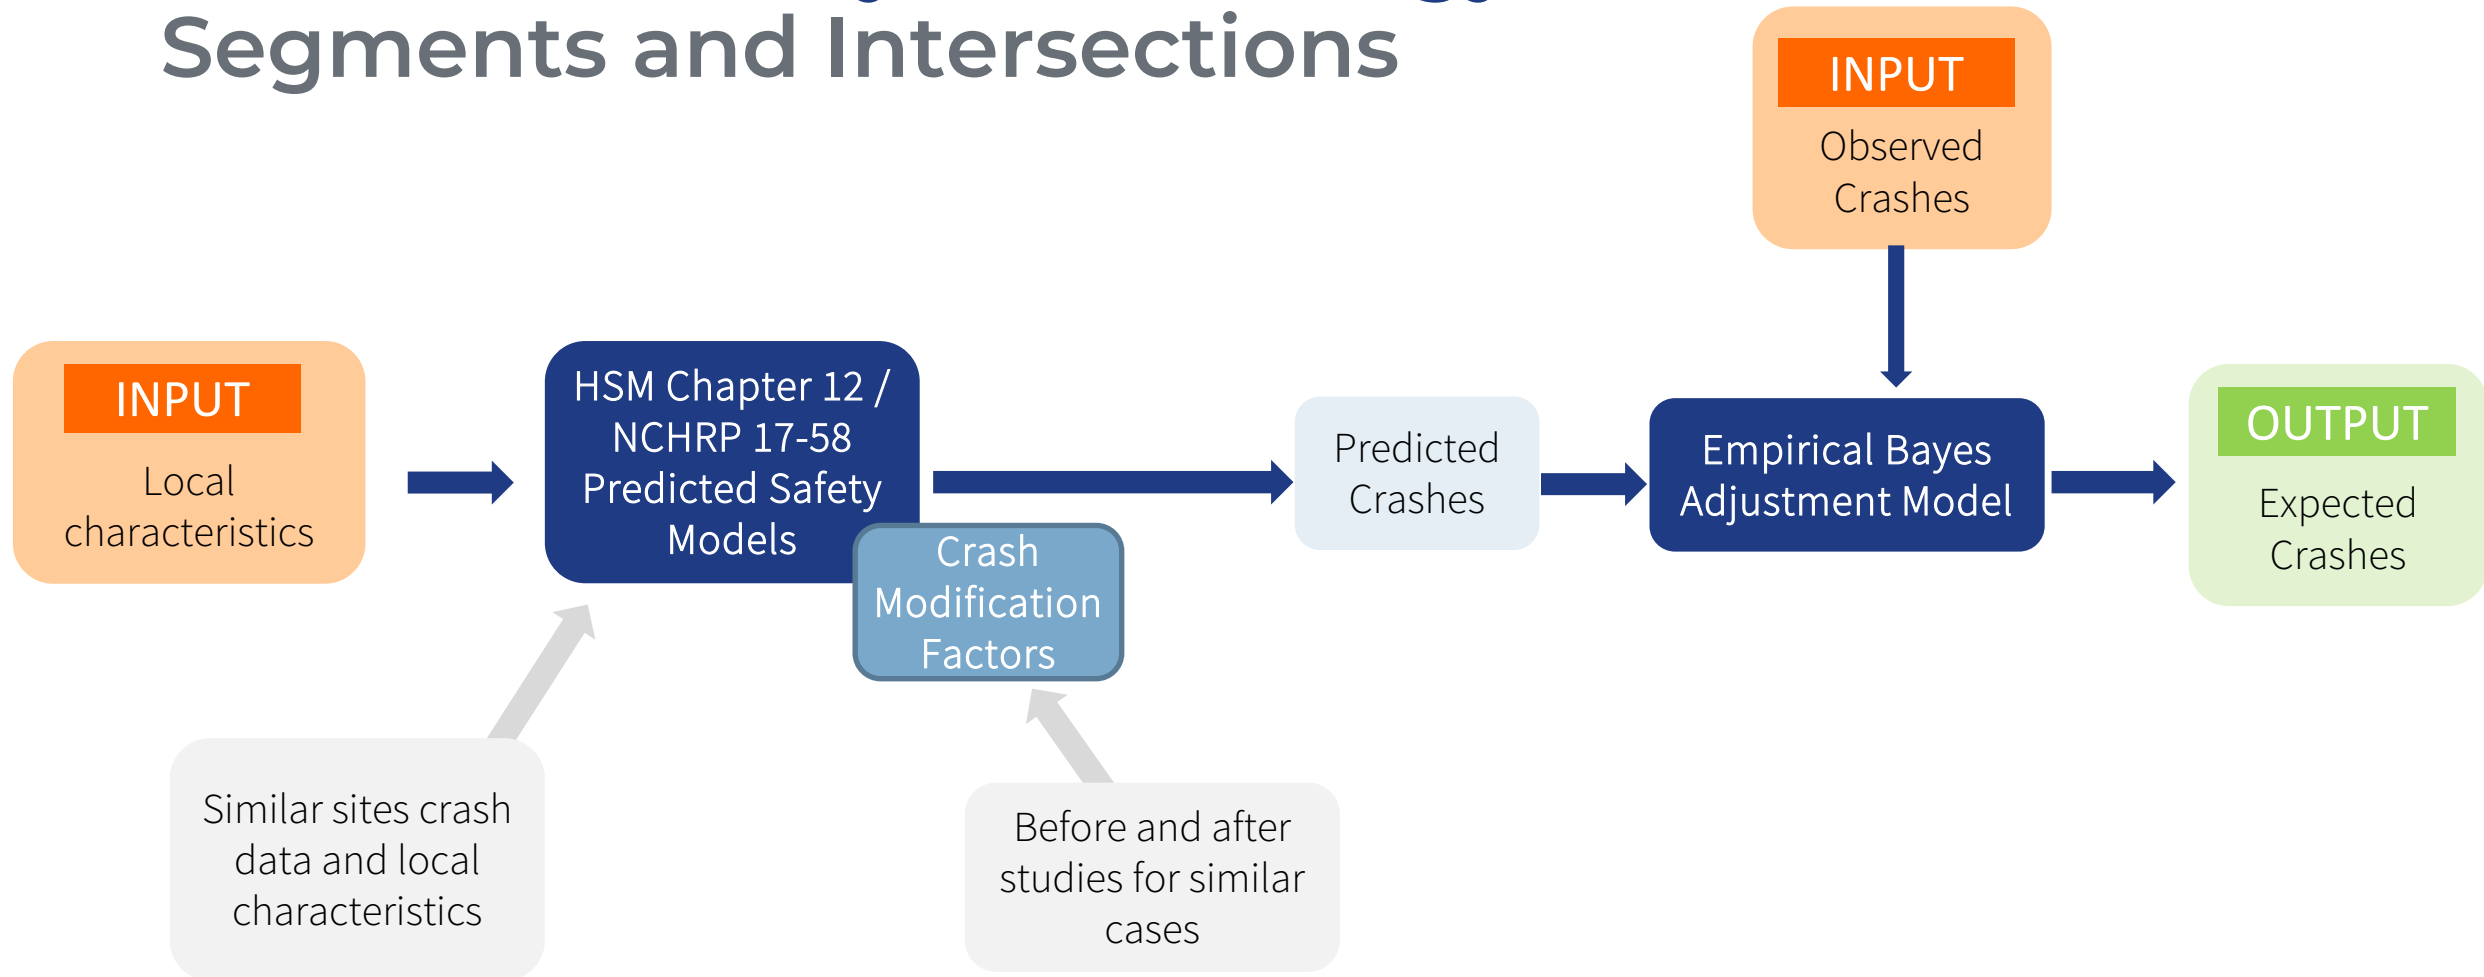 Segments and Intersections
INPUT
Observed
Crashes
INPUT
Local
characteristics
HSM Chapter 12 /
NCHRP 17-58
Predicted Safety
Models
Crash
Modification
Factors
Predicted
Crashes
Empirical Bayes
Adjustment Model
OUTPUT
Expected
Crashes
Similar sites crash
data and local
characteristics
Before and after
studies for similar
cases